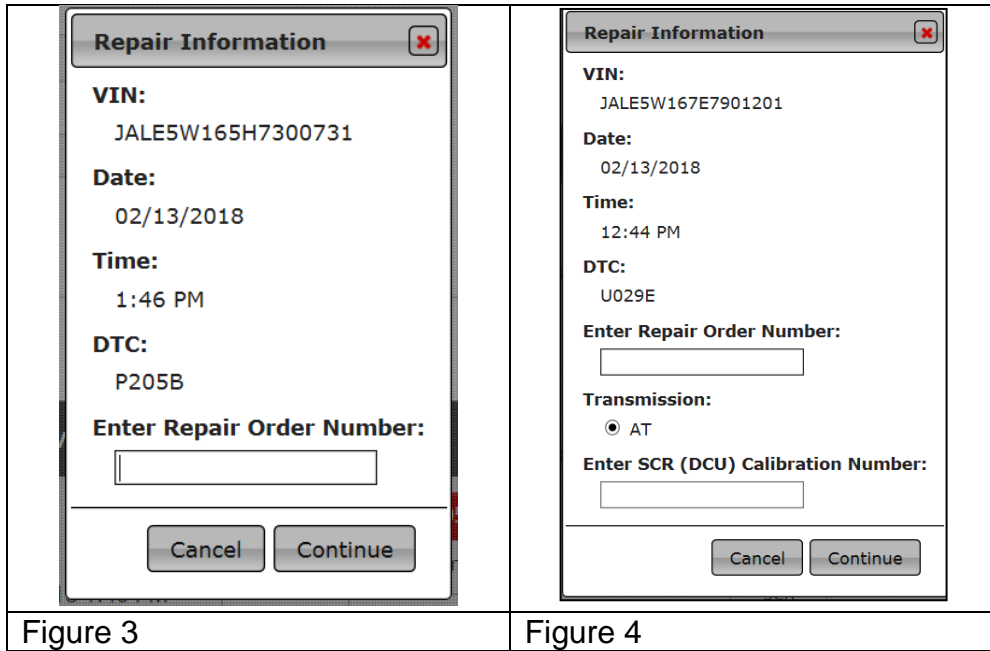 Repair Information
VIN:
JALE5W165H7300731
Date:
02/13/2018
Time:
1:46 PM
DTC:
P205B
Enter Repair Order Number:
Cancel Continue
Figure 3
Repair Information
VIN:
JALE5W167E7901201
Date:
02/13/2018
Time:
12:44 PM
DTC:
U029E
Enter Repair Order Number:
Transmission:
AT
Enter SCR (DCU) Calibration Number:
Cancel Continue
Figure 4